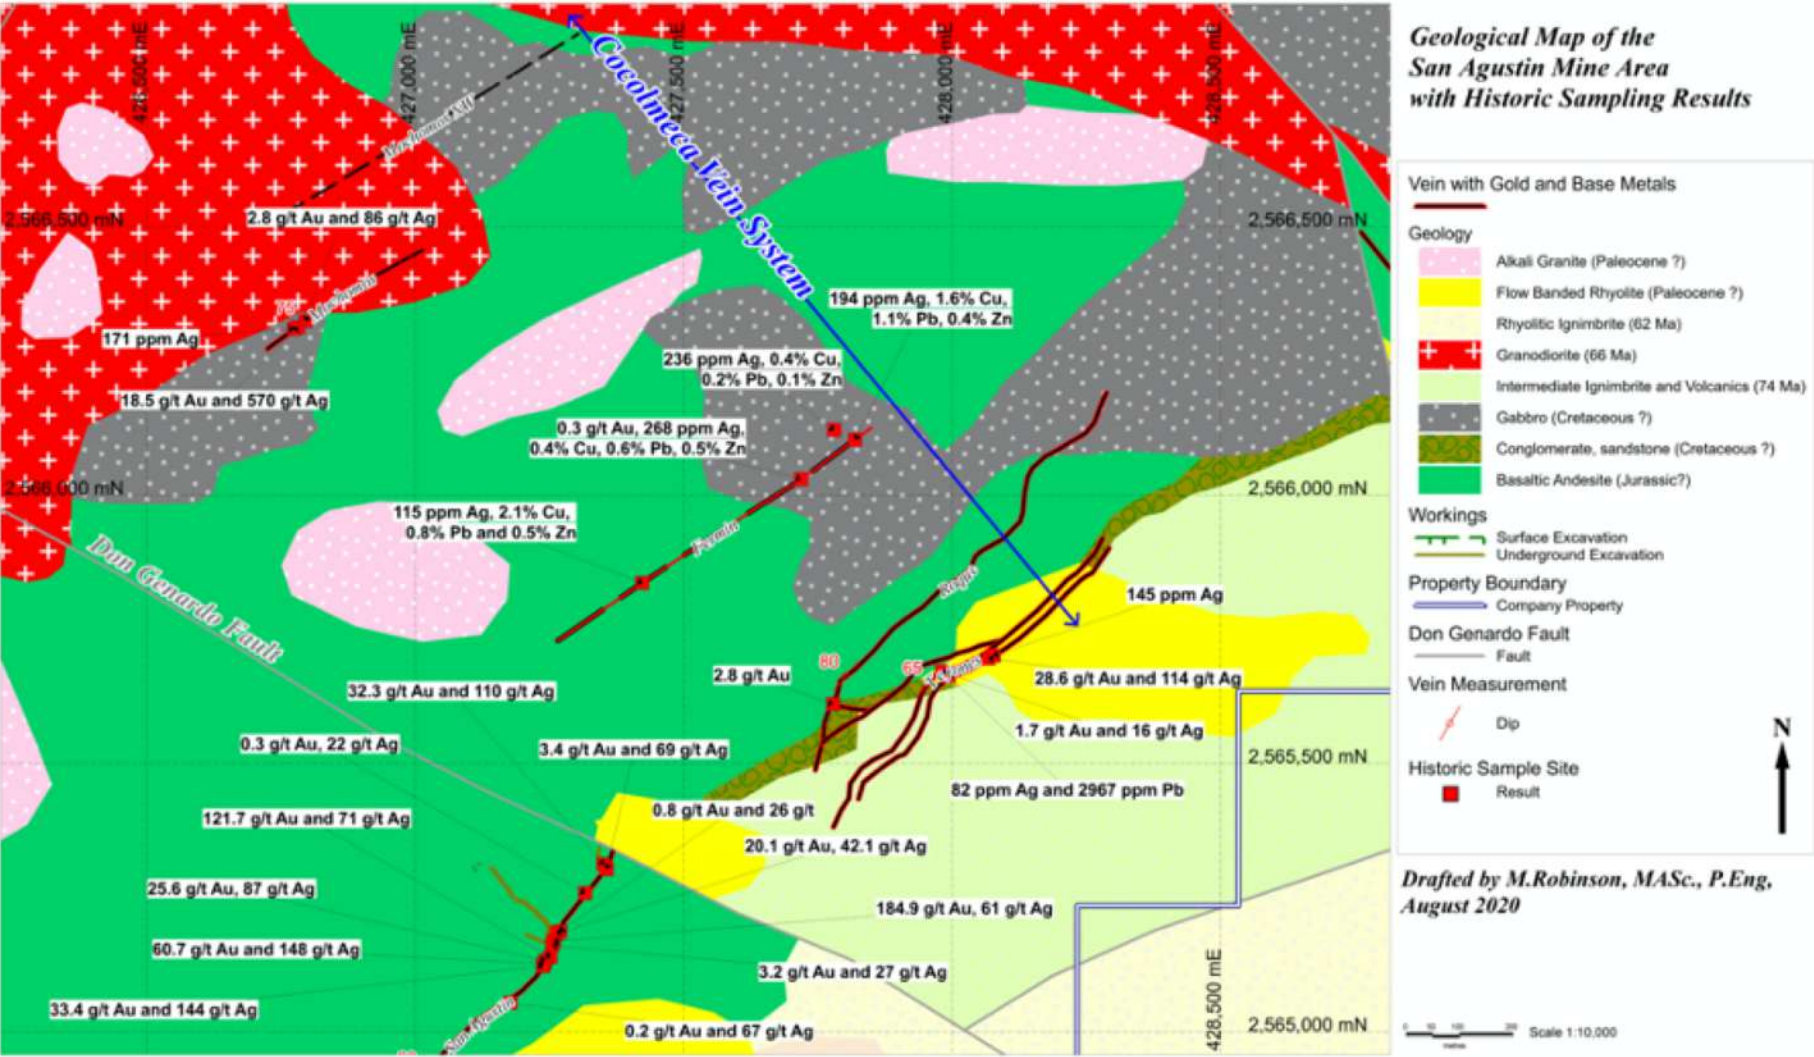 Geological Map of the
San Agustin Mine Area
with Historic Sampling Results
427,000 mE
427,500 mE
428,000 mE
428,500 mE
Cocolmeca Vein System
2,566,500 mN
2.8 g/t Au and 86 g/t Ag
2,566,500 mN
75
171 ppm Ag
18.5 g/t Au and 570 g/t Ag
194 ppm Ag, 1.6% Cu,
1.1% Pb, 0.4% Zn
236 ppm Ag, 0.4% Cu,
0.2% Pb, 0.1% Zn
0.3 g/t Au, 268 ppm Ag,
0.4% Cu, 0.6% Pb, 0.5% Zn
2,566,000 mN
2,566,000 mN
115 ppm Ag, 2.1% Cu,
0.8% Pb and 0.5% Zn
Fermin
Don Genardo Fault
145 ppm Ag
80
65
2.8 g/t Au
28.6 g/t Au and 114 g/t Ag
32.3 g/t Au and 110 g/t Ag
1.7 g/t Au and 16 g/t Ag
0.3 g/t Au, 22 g/t Ag
3.4 g/t Au and 69 g/t Ag
2,565,500 mN
82 ppm Ag and 2967 ppm Pb
0.8 g/t Au and 26 g/t
121.7 g/t Au and 71 g/t Ag
20.1 g/t Au, 42.1 g/t Ag
25.6 g/t Au, 87 g/t Ag
184.9 g/t Au, 61 g/t Ag
60.7 g/t Au and 148 g/t Ag
3.2 g/t Au and 27 g/t Ag
33.4 g/t Au and 144 g/t Ag
San Agustin
0.2 g/t Au and 67 g/t Ag
428,500 mE
2,565,000 mN
Vein with Gold and Base Metals
Geology
Alkali Granite (Paleocene ?)
Flow Banded Rhyolite (Paleocene ?)
Rhyolitic Ignimbrite (62 Ma)
Granodiorite (66 Ma)
Intermediate Ignimbrite and Volcanics (74 Ma)
Gabbro (Cretaceous ?)
Conglomerate, sandstone (Cretaceous ?)
Basaltic Andesite (Jurassic?)
Workings
Surface Excavation
Underground Excavation
Property Boundary
Company Property
Don Genardo Fault
Fault
Vein Measurement
Dip
N
Historic Sample Site
Result
Drafted by M.Robinson, MASc., P.Eng,
August 2020
0 50 100 200
metres
Scale 1:10,000